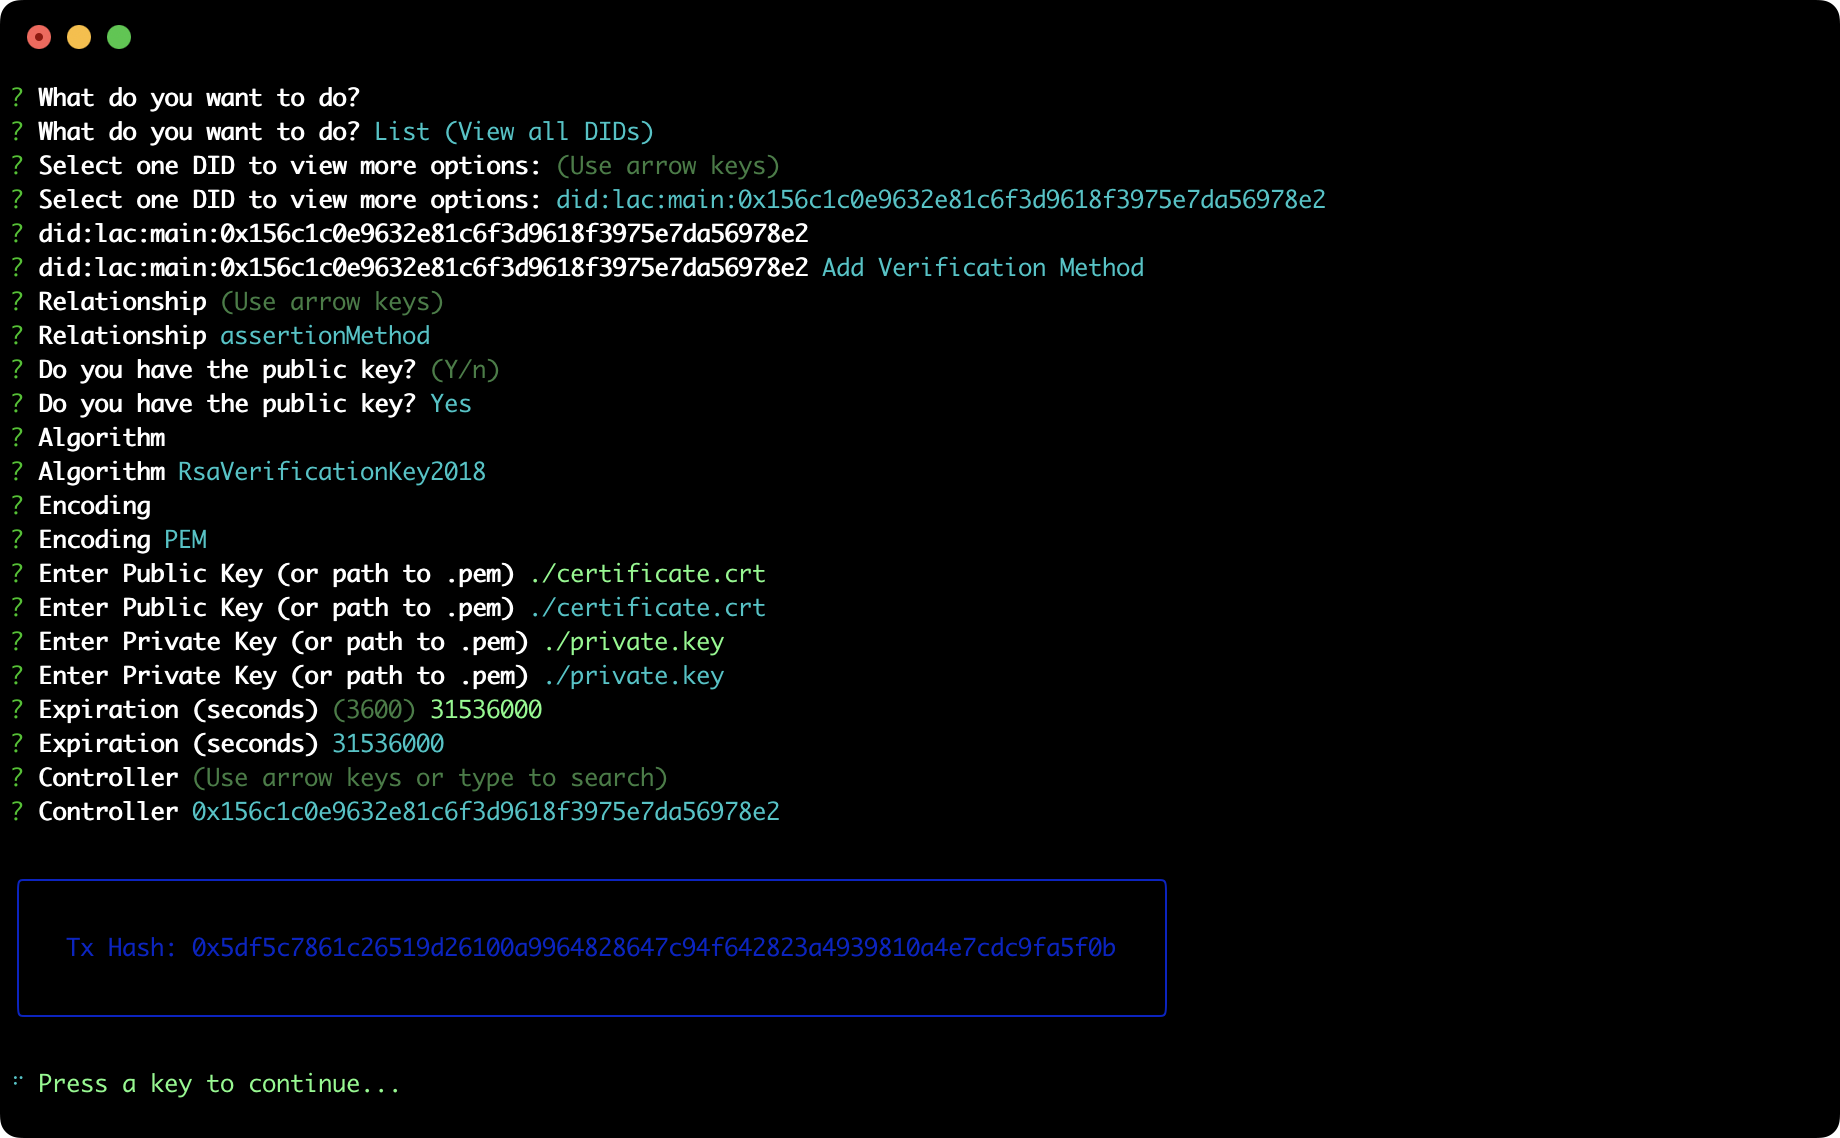 ? What do you want to do?
? What do you want to do? List (View all DIDs)
? Select one DID to view more options: (Use arrow keys)
? Select one DID to view more options: did:lac:main:0x156c1c0e9632e81c6f3d9618f3975e7da56978e2
? did:lac:main:0x156c1c0e9632e81c6f3d9618f3975e7da56978e2
? did:lac:main:0x156c1c0e9632e81c6f3d9618f3975e7da56978e2 Add Verification Method
? Relationship (Use arrow keys)
? Relationship assertionMethod
? Do you have the public key? (Y/n)
? Do you have the public key? Yes
? Algorithm
? Algorithm RsaVerificationKey2018
? Encoding
? Encoding PEM
? Enter Public Key (or path to .pem) ./certificate.crt
? Enter Public Key (or path to .pem) ./certificate.crt
? Enter Private Key (or path to .pem) ./private.key
? Enter Private Key (or path to .pem) ./private.key
? Expiration (seconds) (3600) 31536000
? Expiration (seconds) 31536000
? Controller (Use arrow keys or type to search)
? Controller 0x156c1c0e9632e81c6f3d9618f3975e7da56978e2
Tx Hash: 0x5df5c7861c26519d26100a9964828647c94f642823a4939810a4e7cdc9fa5f0b
Press a key to continue...